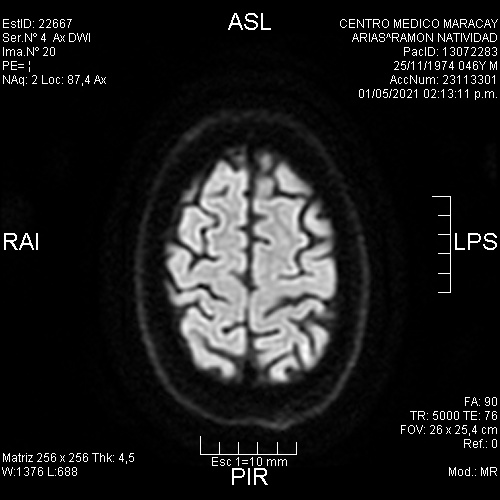 EstID: 22667
Ser.Nº 4 Ax DWI
Ima.Nº 20
PE= ¦
NAq: 2 Loc: 87,4 Ax
ASL
CENTRO MEDICO MARACAY
ARIAS^RAMON NATIVIDAD
PacID: 13072283
25/11/1974 046Y M
AccNum: 23113301
01/05/2021 02:13:11 p.m.
RAI
LPS
FA: 90
TR: 5000 TE: 76
FOV: 26 x 25,4 cm
Ref.: 0
Mod.: MR
Matriz 256 x 256 Thk: 4,5
W:1376 L:688
Esc 1=10 mm
PIR